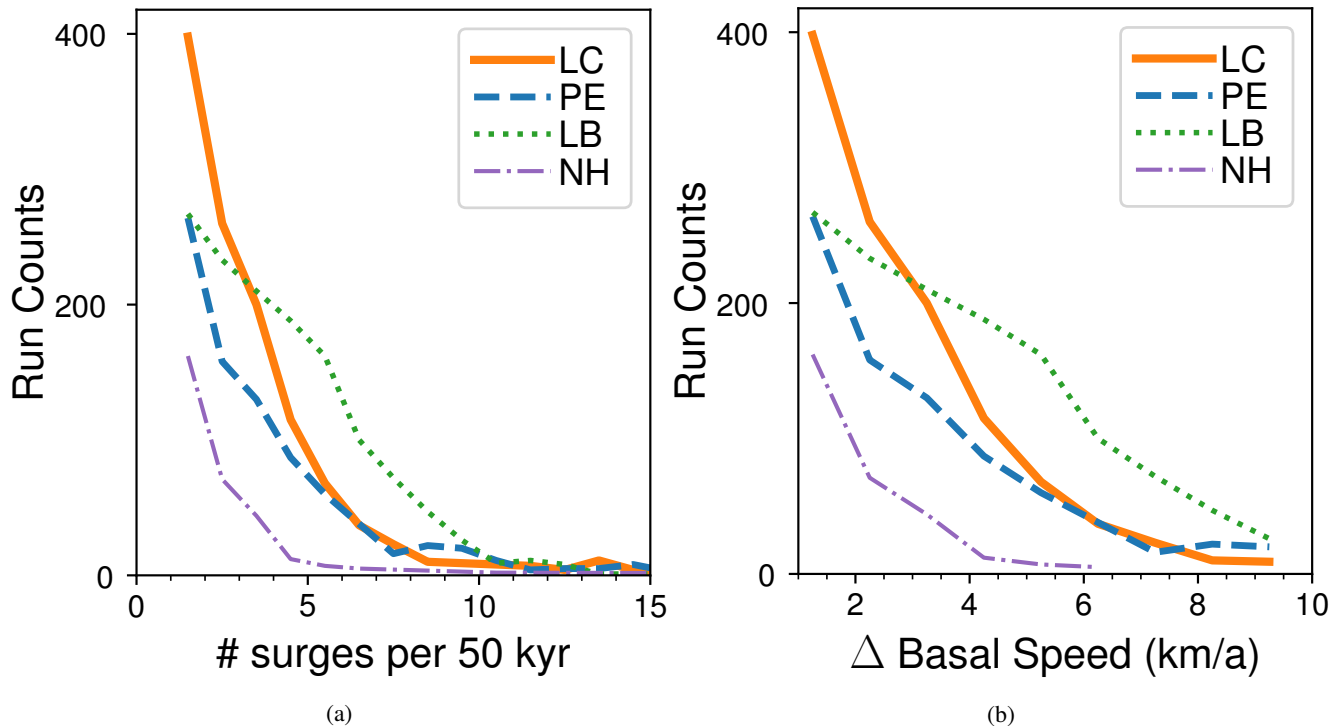 400
200
0
Run Counts
LC
PE
LB
NH
0 5 10 15
# surges per 50 kyr
(a)
400
200
0
Run Counts
LC
PE
LB
NH
2 4 6 8 10
Δ Basal Speed (km/a)
(b)